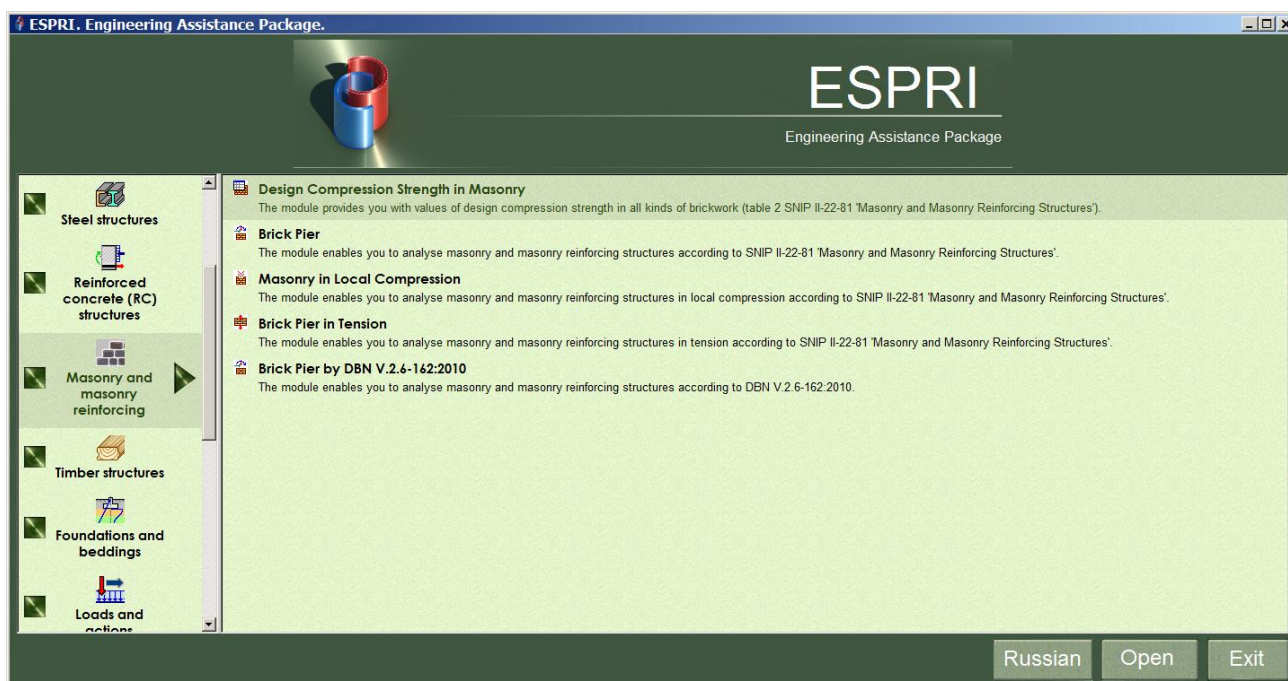 ESPRI. Engineering Assistance Package.
ESPRI
Engineering Assistance Package
Steel structures
Reinforced
concrete (RC)
structures
Masonry and
masonry
reinforcing
Timber structures
Foundations and
beddings
Loads and
actions
Design Compression Strength in Masonry
The module provides you with values of design compression strength in all kinds of brickwork (table 2 SNIP II-22-81 'Masonry and Masonry Reinforcing Structures').
Brick Pier
The module enables you to analyse masonry and masonry reinforcing structures according to SNIP II-22-81 'Masonry and Masonry Reinforcing Structures'.
Masonry in Local Compression
The module enables you to analyse masonry and masonry reinforcing structures in local compression according to SNIP II-22-81 'Masonry and Masonry Reinforcing Structures'.
Brick Pier in Tension
The module enables you to analyse masonry and masonry reinforcing structures in tension according to SNIP II-22-81 'Masonry and Masonry Reinforcing Structures'.
Brick Pier by DBN V.2.6-162:2010
The module enables you to analyse masonry and masonry reinforcing structures according to DBN V.2.6-162:2010.
Russian
Open
Exit